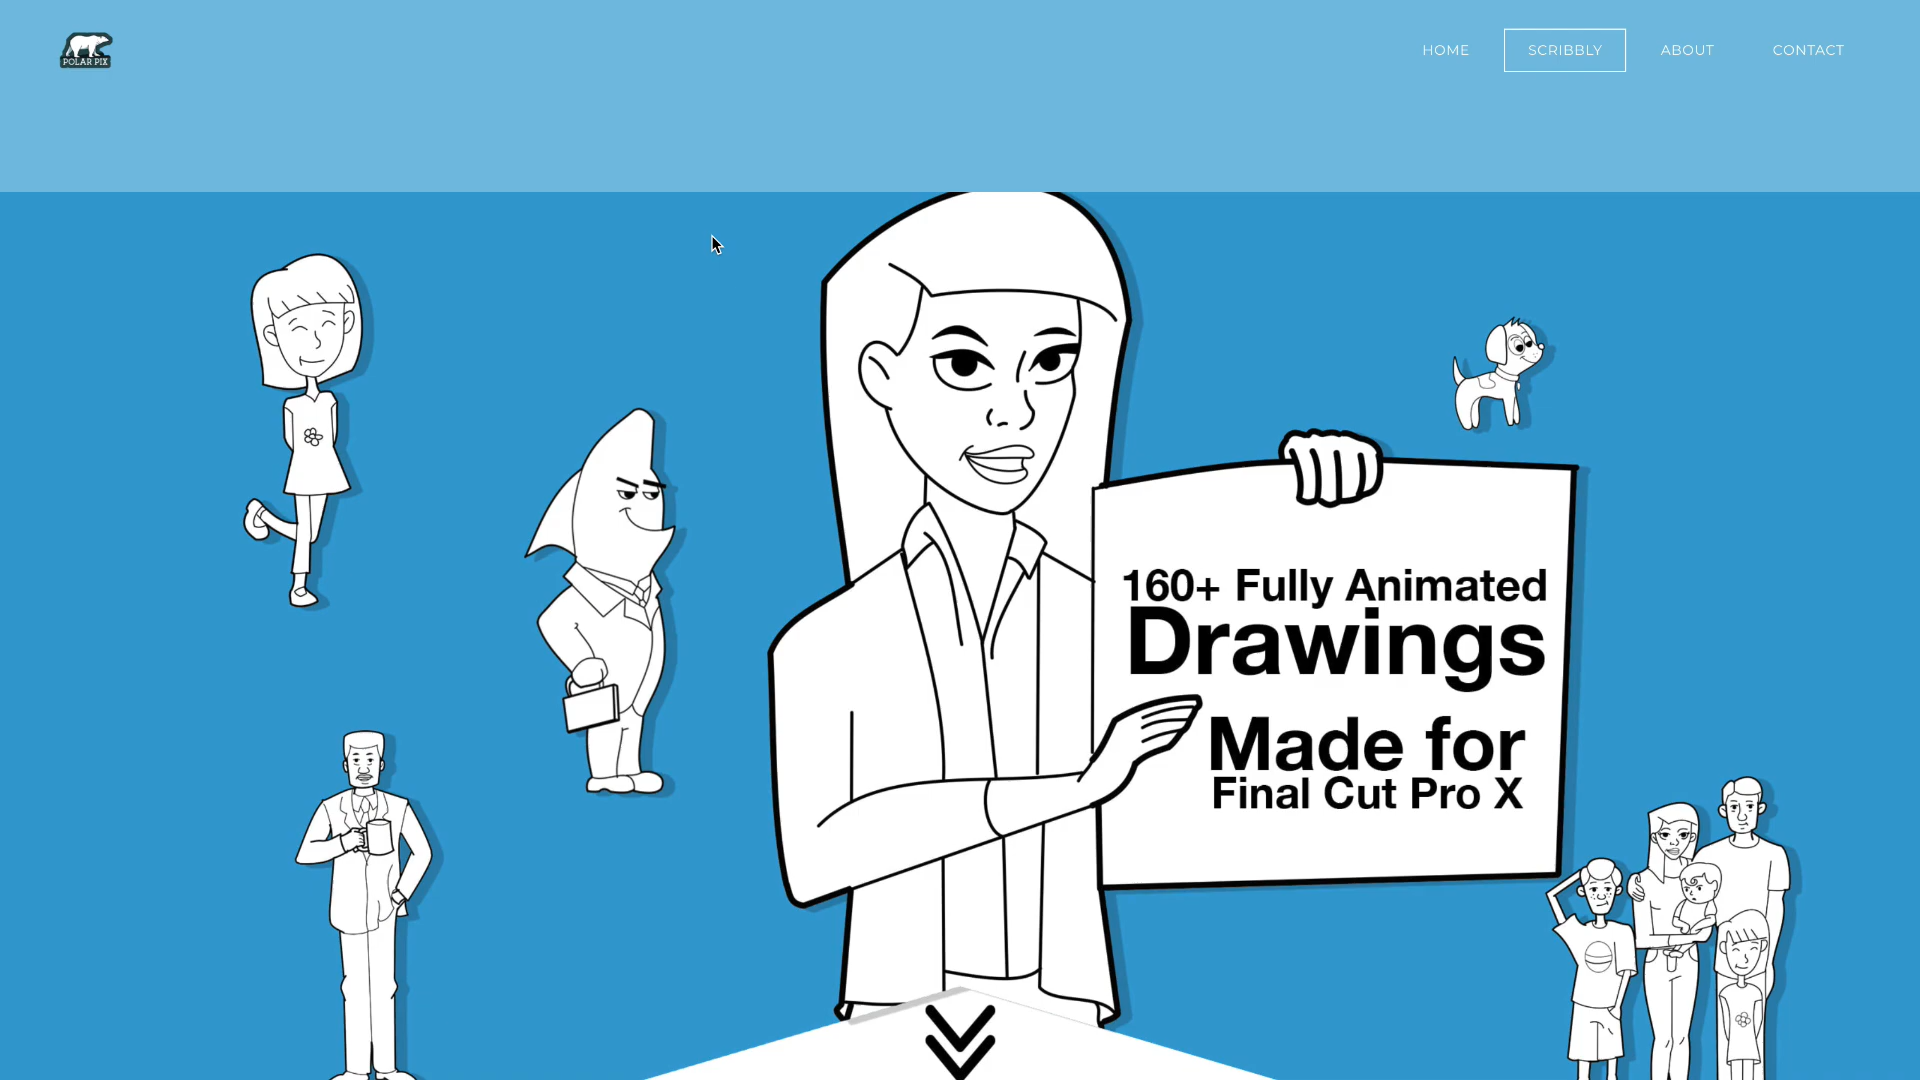 POLAR PIX
HOME
SCRIBBLY
ABOUT
CONTACT
160+ Fully Animated
Drawings
Made for
Final Cut Pro X